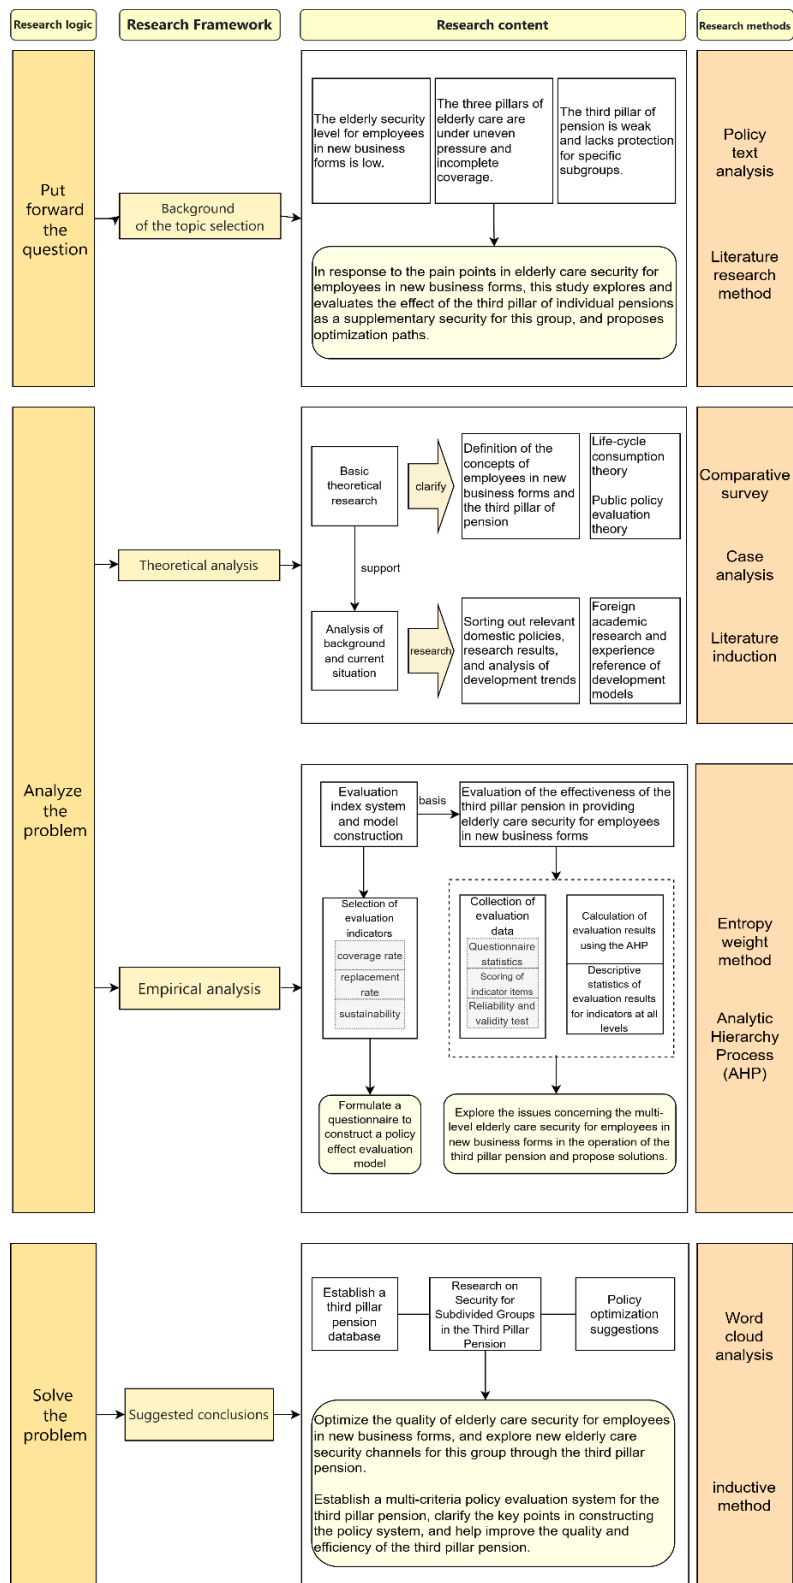 Research logic
Research Framework
Research content
Research methods
Put
forward
the
question
Background
of the topic selection
The elderly security
level for employees
in new business
forms is low.
The three pillars of
elderly care are
under uneven
pressure and
incomplete
coverage.
The third pillar of
pension is weak
and lacks protection
for specific
subgroups.
In response to the pain points in elderly care security for
employees in new business forms, this study explores and
evaluates the effect of the third pillar of individual pensions
as a supplementary security for this group, and proposes
optimization paths.
Policy
text
analysis
Literature
research
method
Analyze
the
problem
Theoretical analysis
Basic
theoretical
research
clarify
Definition of the
concepts of
employees in new
business forms and
the third pillar of
pension
Life-cycle
consumption
theory
Public policy
evaluation
theory
support
Analysis of
background
and current
situation
research
Sorting out relevant
domestic policies,
research results,
and analysis of
development trends
Foreign
academic
research and
experience
reference of
development
models
Comparative
survey
Case
analysis
Literature
induction
Empirical analysis
Evaluation
index system
and model
construction
basis
Evaluation of the effectiveness of the
third pillar pension in providing
elderly care security for employees
in new business forms
Selection of
evaluation
indicators
coverage rate
replacement
rate
sustainability
Collection of
evaluation
data
Questionnaire
statistics
Scoring of
indicator items
Reliability and
validity test
Calculation of
evaluation results
using the AHP
Descriptive
statistics of
evaluation results
for indicators at all
levels
Formulate a
questionnaire to
construct a policy
effect evaluation
model
Explore the issues concerning the multi-
level elderly care security for employees in
new business forms in the operation of the
third pillar pension and propose solutions.
Entropy
weight
method
Analytic
Hierarchy
Process
(AHP)
Solve
the
problem
Suggested conclusions
Establish a
third pillar
pension
database
Research on
Security for
Subdivided Groups
in the Third Pillar
Pension
Policy
optimization
suggestions
Optimize the quality of elderly care security for employees
in new business forms, and explore new elderly care
security channels for this group through the third pillar
pension.
Establish a multi-criteria policy evaluation system for the
third pillar pension, clarify the key points in constructing
the policy system, and help improve the quality and
efficiency of the third pillar pension.
Word
cloud
analysis
inductive
method